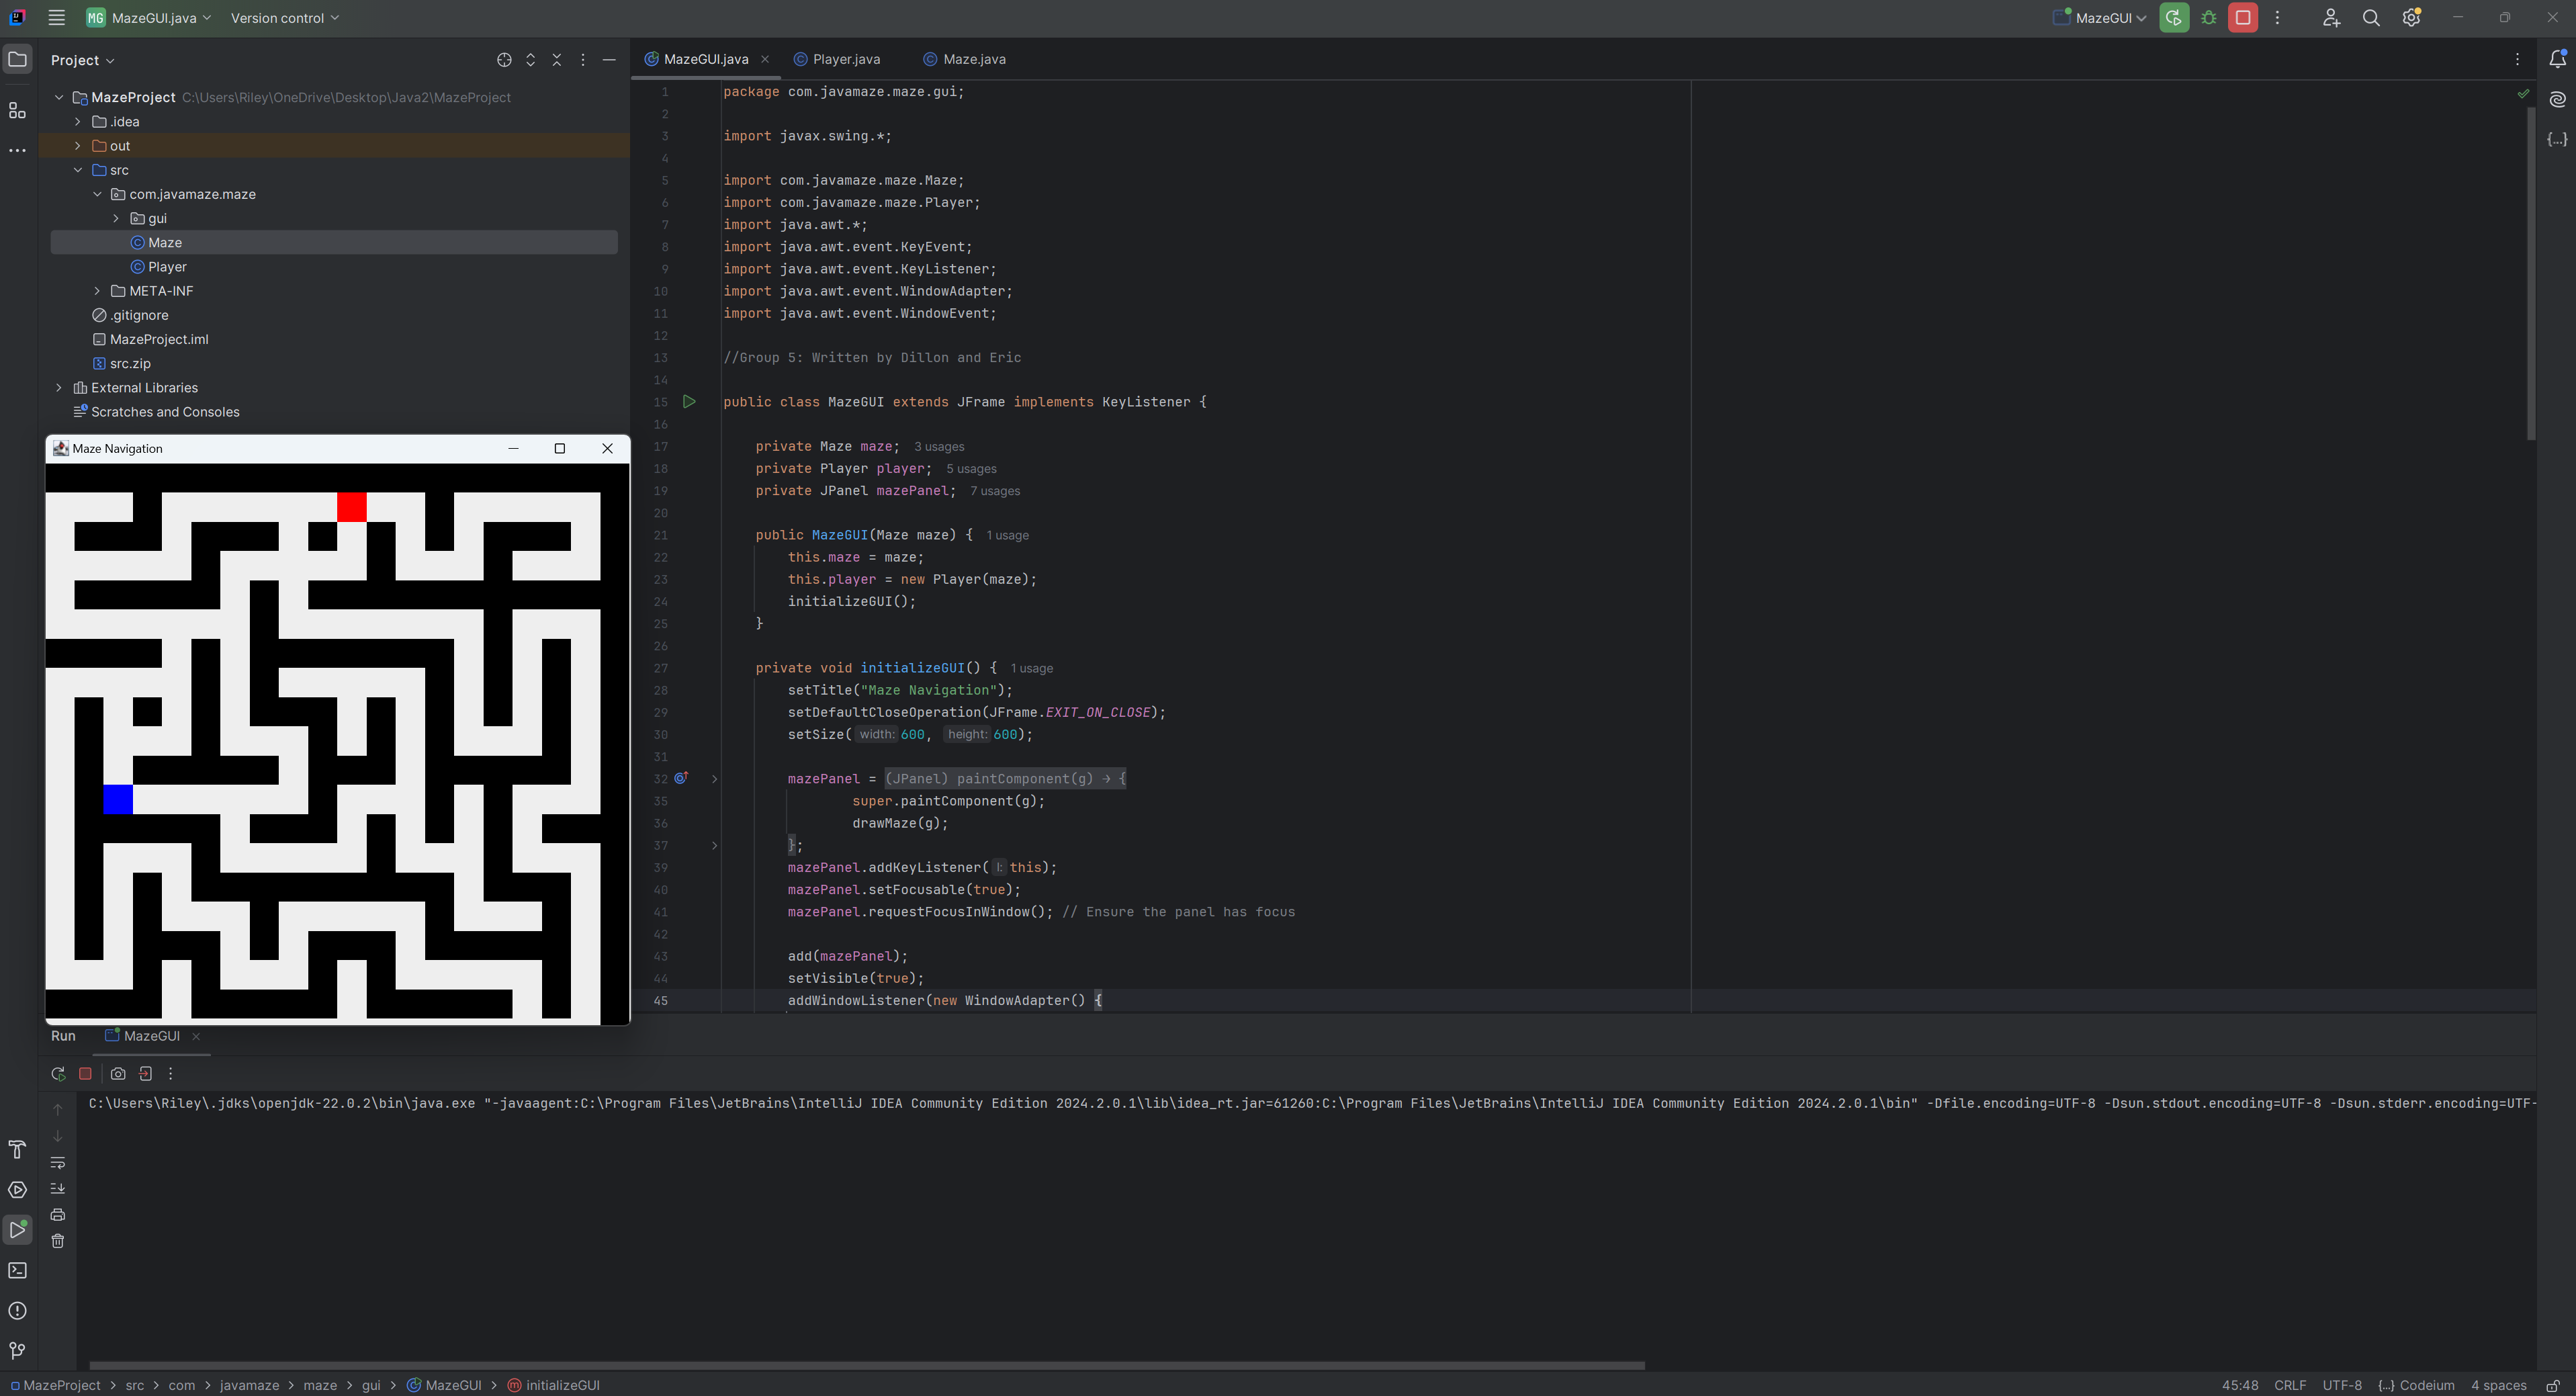 MG MazeGUI.java Version control MazeGUI
Project
MazeProject C:\Users\Riley\OneDrive\Desktop\Java2\MazeProject
.idea
out
src
com.javamaze.maze
gui
Maze
Player
META-INF
.gitignore
MazeProject.iml
src.zip
External Libraries
Scratches and Consoles
Maze Navigation
MazeGUI.java Player.java Maze.java
1 package com.javamaze.maze.gui;
2
3 import javax.swing.*;
4
5 import com.javamaze.maze.Maze;
6 import com.javamaze.maze.Player;
7 import java.awt.*;
8 import java.awt.event.KeyEvent;
9 import java.awt.event.KeyListener;
10 import java.awt.event.WindowAdapter;
11 import java.awt.event.WindowEvent;
12
13 //Group 5: Written by Dillon and Eric
14
15 public class MazeGUI extends JFrame implements KeyListener {
16
17 private Maze maze; 3 usages
18 private Player player; 5 usages
19 private JPanel mazePanel; 7 usages
20
21 public MazeGUI(Maze maze) { 1 usage
22 this.maze = maze;
23 this.player = new Player(maze);
24 initializeGUI();
25 }
26
27 private void initializeGUI() { 1 usage
28 setTitle("Maze Navigation");
29 setDefaultCloseOperation(JFrame.EXIT_ON_CLOSE);
30 setSize( width: 600, height: 600);
31
32 mazePanel = (JPanel) paintComponent(g) → {
35 super.paintComponent(g);
36 drawMaze(g);
37 };
39 mazePanel.addKeyListener( l: this);
40 mazePanel.setFocusable(true);
41 mazePanel.requestFocusInWindow(); // Ensure the panel has focus
42
43 add(mazePanel);
44 setVisible(true);
45 addWindowListener(new WindowAdapter() {
Run MazeGUI
C:\Users\Riley\.jdks\openjdk-22.0.2\bin\java.exe "-javaagent:C:\Program Files\JetBrains\IntelliJ IDEA Community Edition 2024.2.0.1\lib\idea_rt.jar=61260:C:\Program Files\JetBrains\IntelliJ IDEA Community Edition 2024.2.0.1\bin" -Dfile.encoding=UTF-8 -Dsun.stdout.encoding=UTF-8 -Dsun.stderr.encoding=UTF-
MazeProject > src > com > javamaze > maze > gui > MazeGUI > initializeGUI 45:48 CRLF UTF-8 {...} Codeium 4 spaces